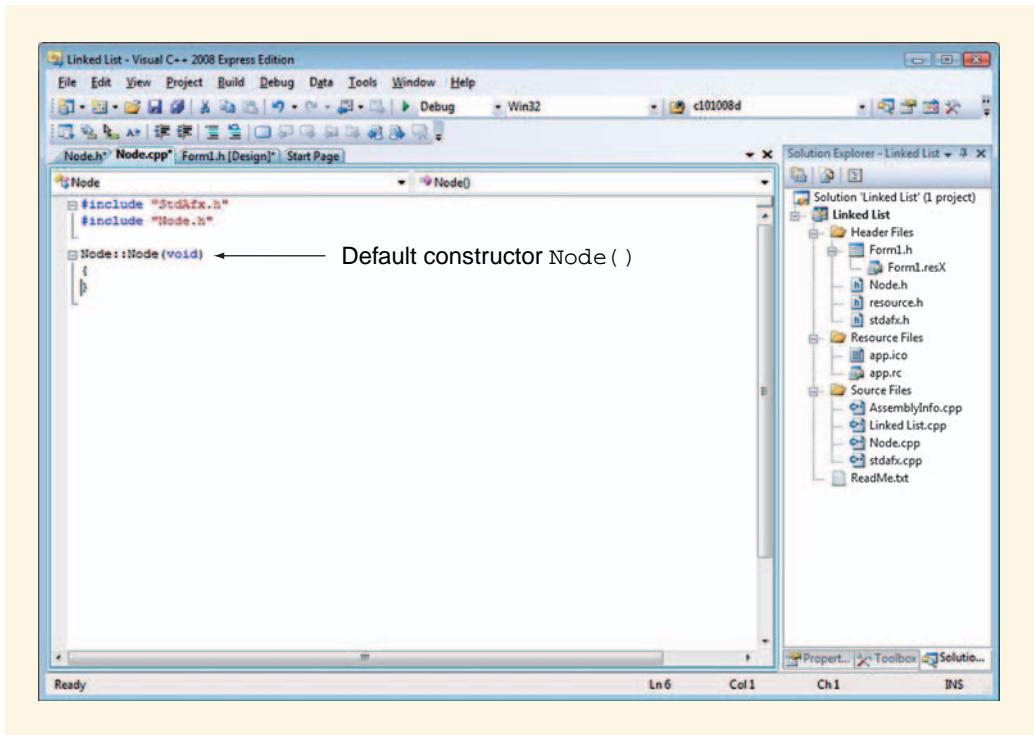 Linked List - Visual C++ 2008 Express Edition
File Edit View Project Build Debug Data Tools Window Help
Debug Win32 c101008d
Node.h* Node.cpp* Form1.h [Design]* Start Page
Node Node()
#include "StdAfx.h"
#include "Node.h"
Node::Node(void)
{
}
Default constructor Node()
Solution Explorer - Linked List
Solution 'Linked List' (1 project)
Linked List
Header Files
Form1.h
Form1.resX
Node.h
resource.h
stdafx.h
Resource Files
app.ico
app.rc
Source Files
AssemblyInfo.cpp
Linked List.cpp
Node.cpp
stdafx.cpp
ReadMe.txt
Propert... Toolbox Solutio...
Ready Ln 6 Col 1 Ch 1 INS